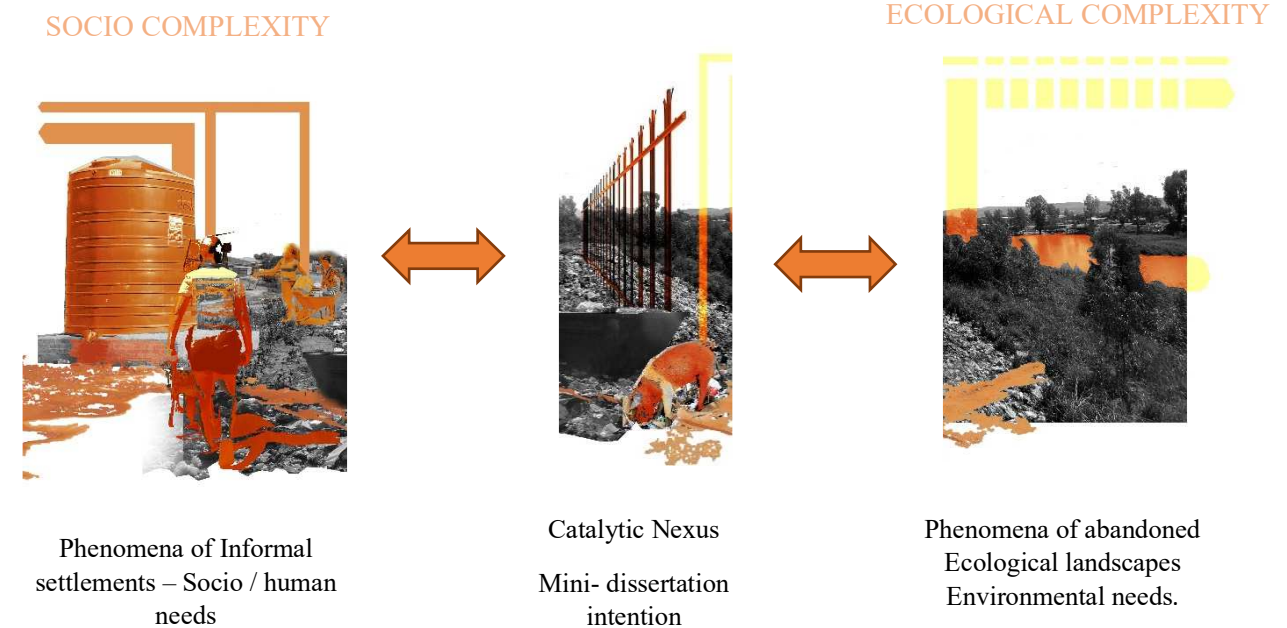 SOCIO COMPLEXITY
ECOLOGICAL COMPLEXITY
Phenomena of Informal
settlements – Socio / human
needs
Catalytic Nexus
Mini- dissertation
intention
Phenomena of abandoned
Ecological landscapes
Environmental needs.